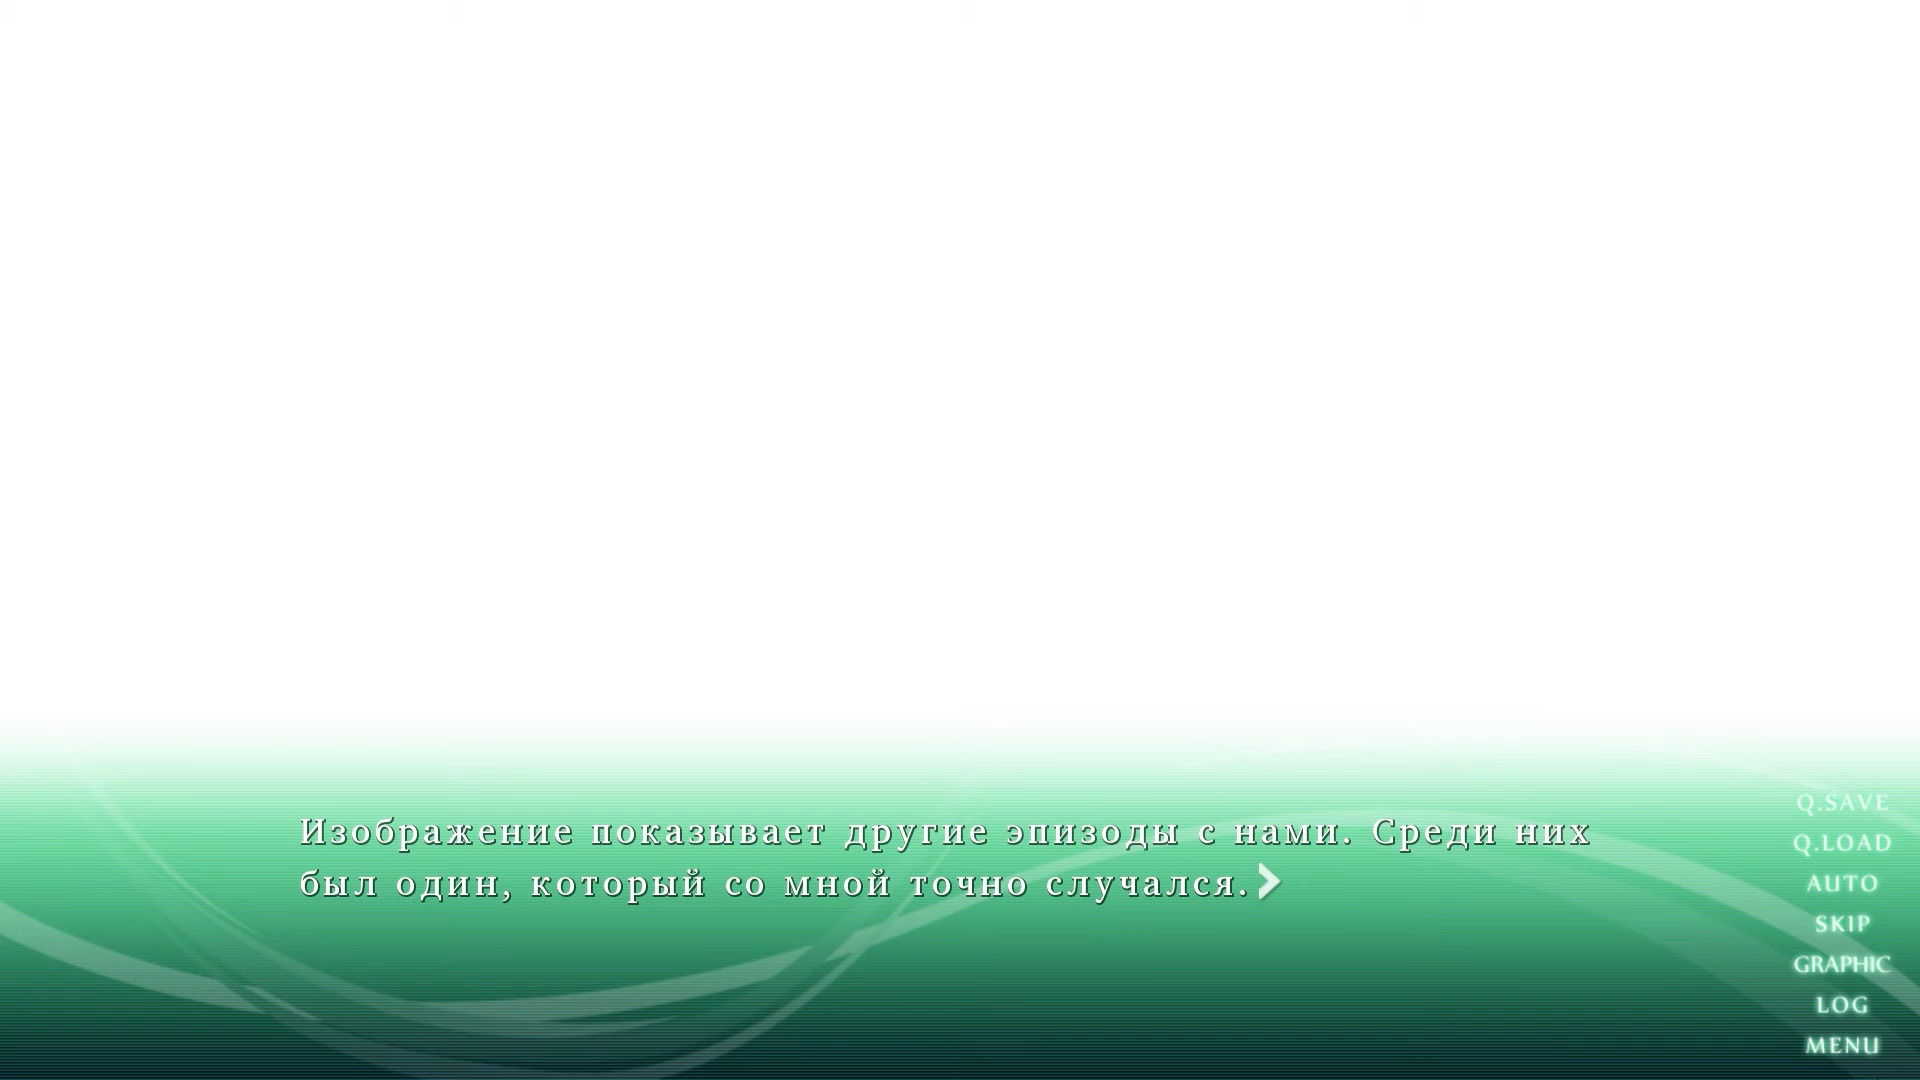 Изображение показывает другие эпизоды с нами. Среди них
был один, который со мной точно случался.
Q.SAVE
Q.LOAD
AUTO
SKIP
GRAPHIC
LOG
MENU